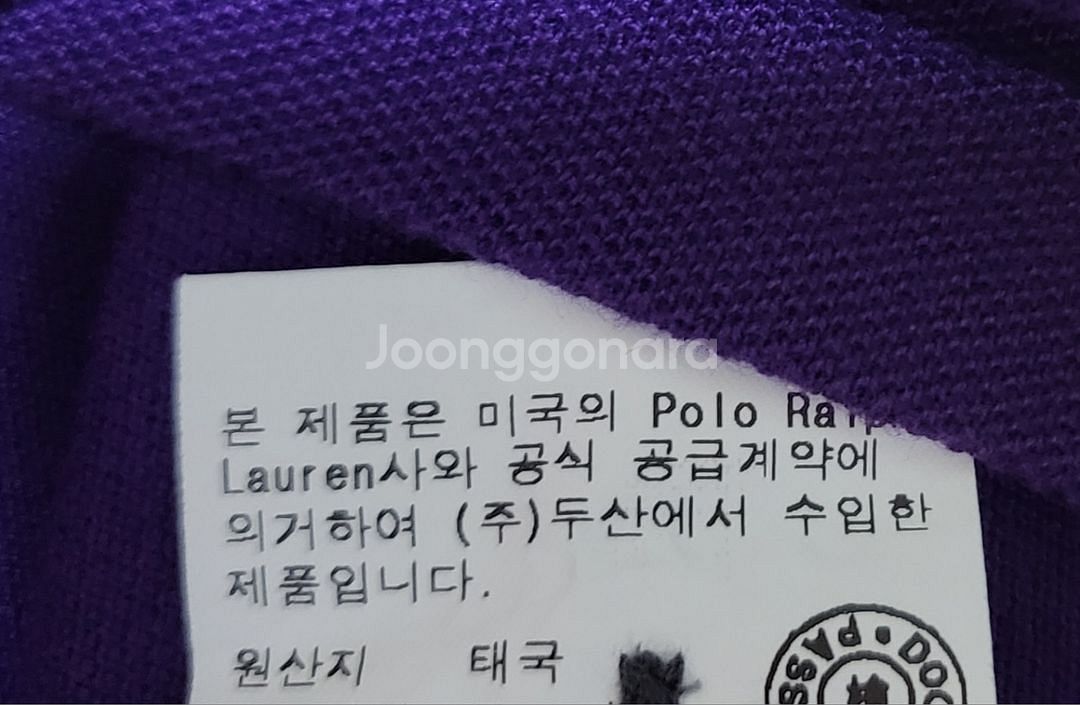 Joonggonara
본 제품은 미국의 Polo
Lauren사와 공식 공급계약에
의거하여 (주)두산에서 수입한
제품입니다.
원산지 태국
PASS • DOO